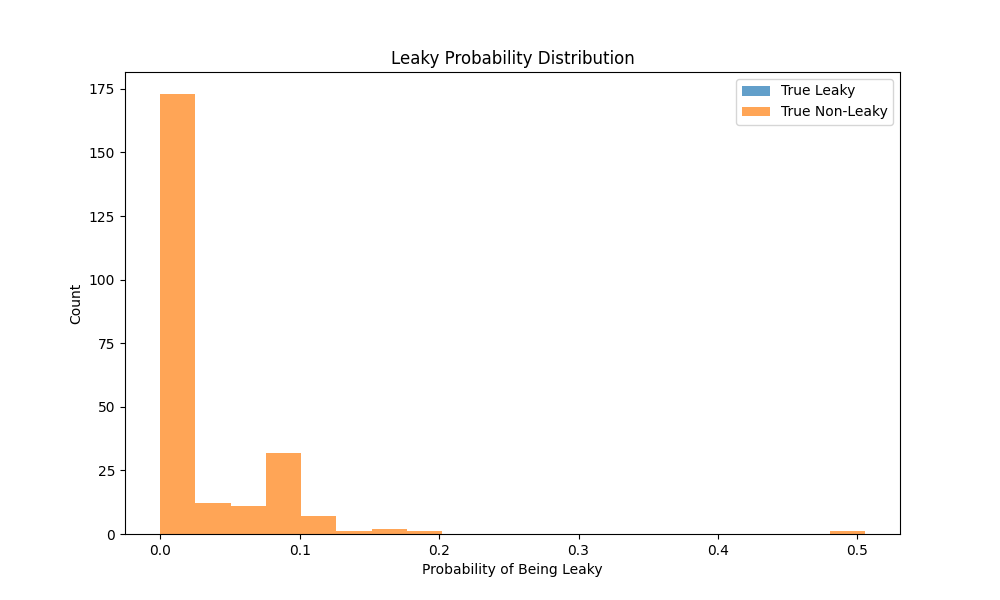 Leaky Probability Distribution
True Leaky
True Non-Leaky
175
150
125
100
75
50
25
0
Count
0.0 0.1 0.2 0.3 0.4 0.5
Probability of Being Leaky